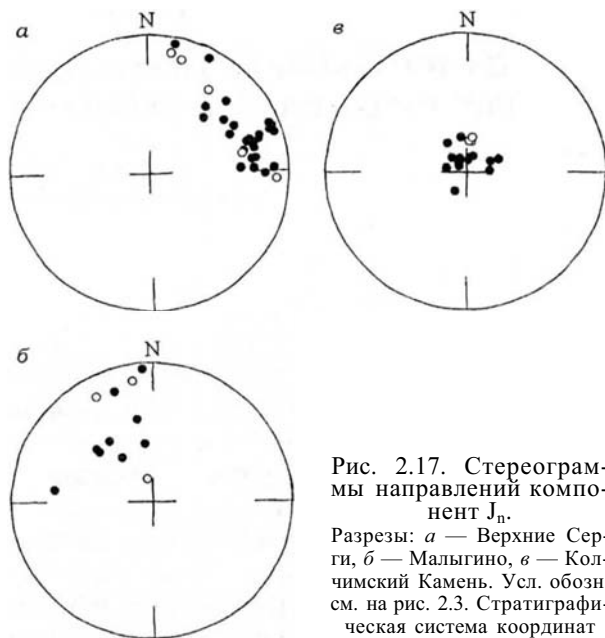 а
N
в
N
б
N
Рис. 2.17. Стереограм-
мы направлений компо-
нент Jn.
Разрезы: а — Верхние Сер-
ги, б — Малыгино, в — Кол-
чимский Камень. Усл. обозн.
см. на рис. 2.3. Стратиграфи-
ческая система координат